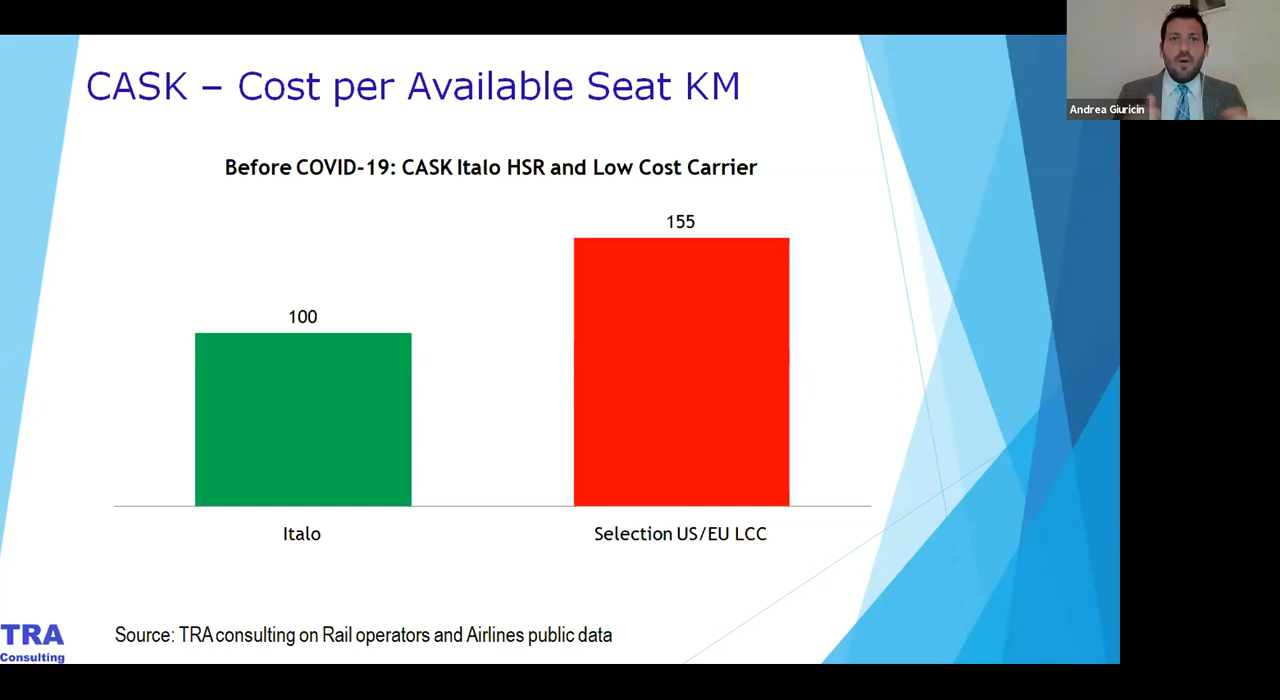 CASK – Cost per Available Seat KM
Andrea Giuricin
Before COVID-19: CASK Italo HSR and Low Cost Carrier
155
100
Italo
Selection US/EU LCC
TRA
Consulting
Source: TRA consulting on Rail operators and Airlines public data